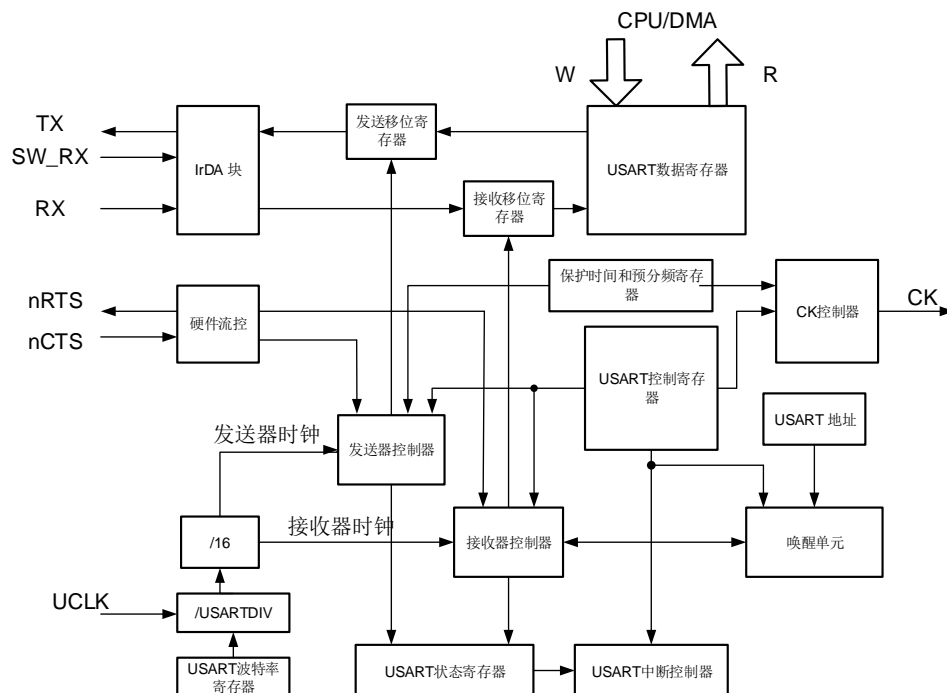 CPU/DMA
W
R
TX
SW_RX
RX
IrDA 块
发送移位寄
存器
接收移位寄
存器
USART数据寄存器
保护时间和预分频寄存
器
nRTS
nCTS
硬件流控
CK控制器
CK
USART控制寄存
器
USART 地址
发送器时钟
发送器控制器
/16
接收器时钟
接收器控制器
唤醒单元
UCLK
/USARTDIV
USART波特率
寄存器
USART状态寄存器
USART中断控制器